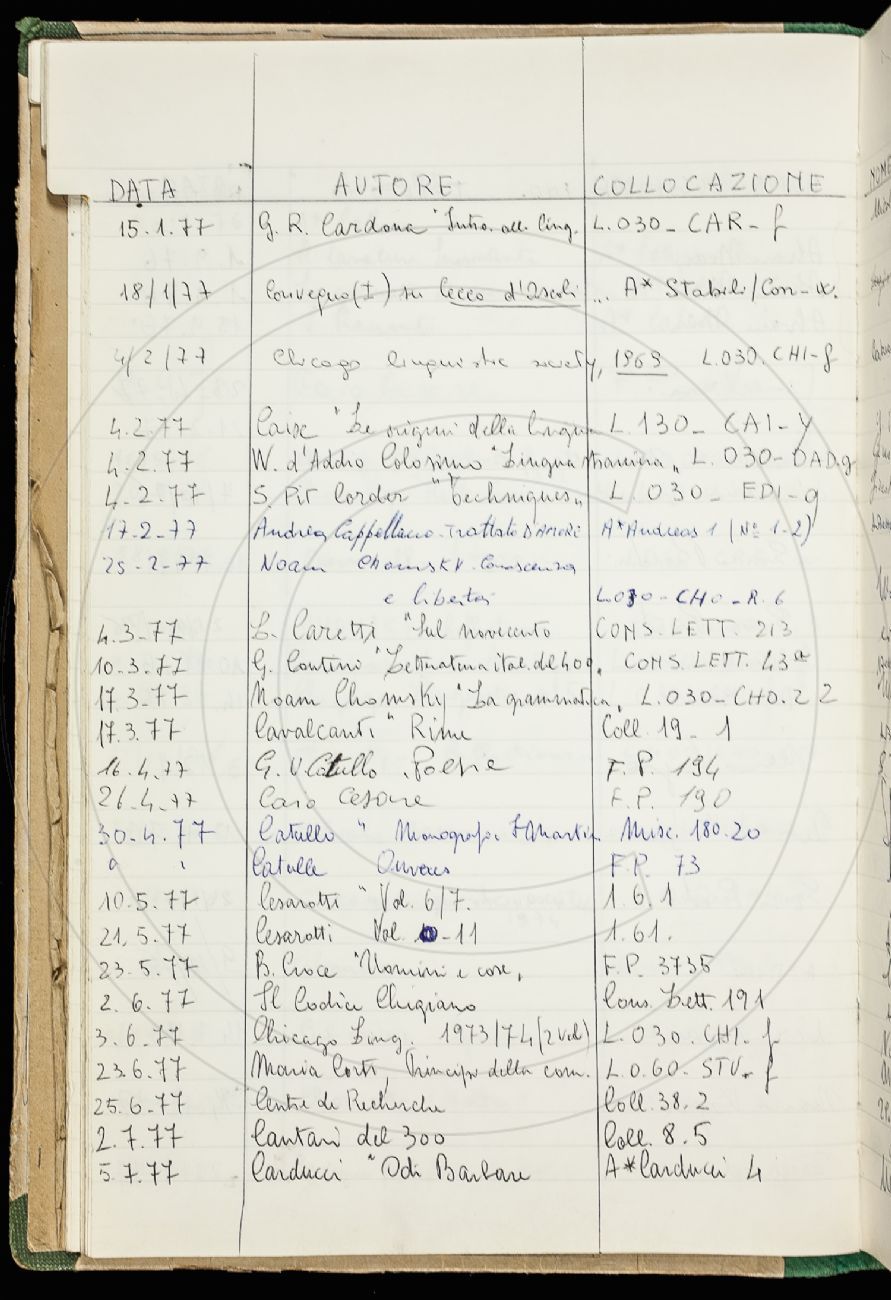 DATA AUTORE COLLOCAZIONE
15.1.77 G. R. Cardona "Intro. alla ling. L.030-CAR-f
18/1/77 Convegno (I) su Cecco d'Ascoli ... A* Stabili/Con-
4/2/77 Chicago linguistic society, 1969 L.030.CHI-f
4.2.77 Caix "Le origini della lingua L.130-CAI-Y
4.2.77 W. d'Addio Colosimo "Lingua straniera" L.030-DAD.g
4.2.77 S. Pit Corder "Techniques" L.030-EDI-g
17-2-77 Andrea Cappellano-Trattato D'AMORE A*Andreas 1 (No 1-2)
25-2-77 Noam Chomsky. Conoscenza
e libertà L.030-CHO-R.6
4.3-77 L. Caretti "Sul novecento CONS. LETT. 213
10.3.77 G. Contini "Letteratura ital. del 400". CONS. LETT. 43
17.3-77 Noam Chomsky "La grammatica" L.030-CHO.2 2
17.3.77 Cavalcanti "Rime Coll. 19-1
16.4.77 G. V. Catullo .Poesie F.P. 194
26.4.77 Caro Cesare F.P. 190
30.4.77 Catullo " Monografie Martin Misc. 180.20
" " Catulle Oeuvres F.P. 73
10.5.77 Cesarotti "Vol. 6/7. 1.6.1
21.5.77 Cesarotti Vol. -11 1.61.
23.5.77 B. Croce "Uomini e cose" F.P. 3735
2.6.77 Il Codice Chigiano Cons. Lett. 191
3.6.77 Chicago Ling. 1973/74 (2 Vol) L.030.CHI.f
23.6.77 Maria Corti, Principi della com. L.0.60-STU-f
25.6.77 Centre de Recherche Coll. 38.2
2.7.77 Cantari del 300 Coll. 8.5
5.7.77 Carducci "Odi Barbare A*Carducci 4